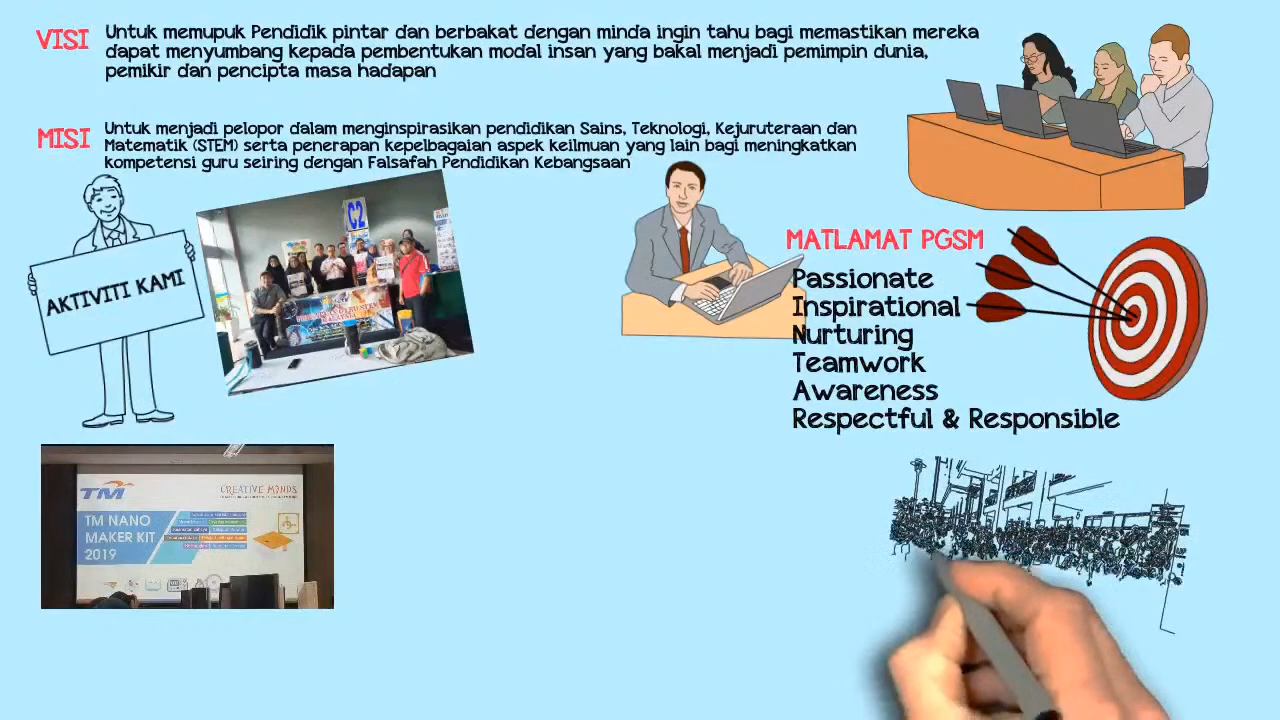 VISI
Untuk memupuk Pendidik pintar dan berbakat dengan minda ingin tahu bagi memastikan mereka
dapat menyumbang kepada pembentukan modal insan yang bakal menjadi pemimpin dunia,
pemikir dan pencipta masa hadapan
MISI
Untuk menjadi pelopor dalam menginspirasikan pendidikan Sains, Teknologi, Kejuruteraan dan
Matematik (STEM) serta penerapan kepelbagaian aspek keilmuan yang lain bagi meningkatkan
kompetensi guru seiring dengan Falsafah Pendidikan Kebangsaan
AKTIVITI KAMI
C2
MATLAMAT PGSM
Passionate
Inspirational
Nurturing
Teamwork
Awareness
Respectful & Responsible
TM
CREATIVE MINDS
TM NANO
MAKER KIT
2019